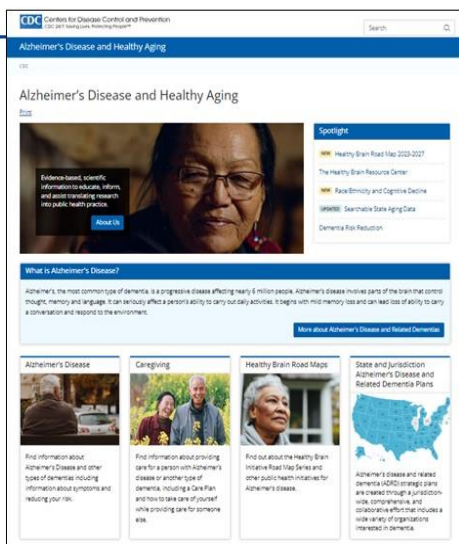 CDC Centers for Disease Control and Prevention
CDC 24/7: Saving Lives, Protecting People™
Search
Alzheimer's Disease and Healthy Aging
CDC
Alzheimer's Disease and Healthy Aging
Print
Evidence-based, scientific
information to educate, inform,
and assist translating research
into public health practice.
About Us
Spotlight
NEW Healthy Brain Road Map 2023-2027
The Healthy Brain Resource Center
NEW Race/Ethnicity and Cognitive Decline
UPDATED Searchable State Aging Data
Dementia Risk Reduction
What is Alzheimer's Disease?
Alzheimer's, the most common type of dementia, is a progressive disease affecting nearly 6 million people. Alzheimer's disease involves parts of the brain that control
thought, memory and language. It can seriously affect a person's ability to carry out daily activities. It begins with mild memory loss and can lead loss of ability to carry
a conversation and respond to the environment.
More about Alzheimer's Disease and Related Dementias
Alzheimer's Disease
Find information about
Alzheimer's Disease and other
types of dementias including
information about symptoms and
reducing your risk.
Caregiving
Find information about providing
care for a person with Alzheimer's
disease or another type of
dementia, including a Care Plan
and how to take care of yourself
while providing care for someone
else.
Healthy Brain Road Maps
Find out about the Healthy Brain
Initiative Road Map Series and
other public health initiatives for
Alzheimer's disease.
State and Jurisdiction
Alzheimer's Disease and
Related Dementia Plans
Alzheimer's disease and related
dementia (ADRD) strategic plans
are created through a jurisdiction-
wide, comprehensive, and
collaborative effort that includes a
wide variety of organizations
interested in dementia.